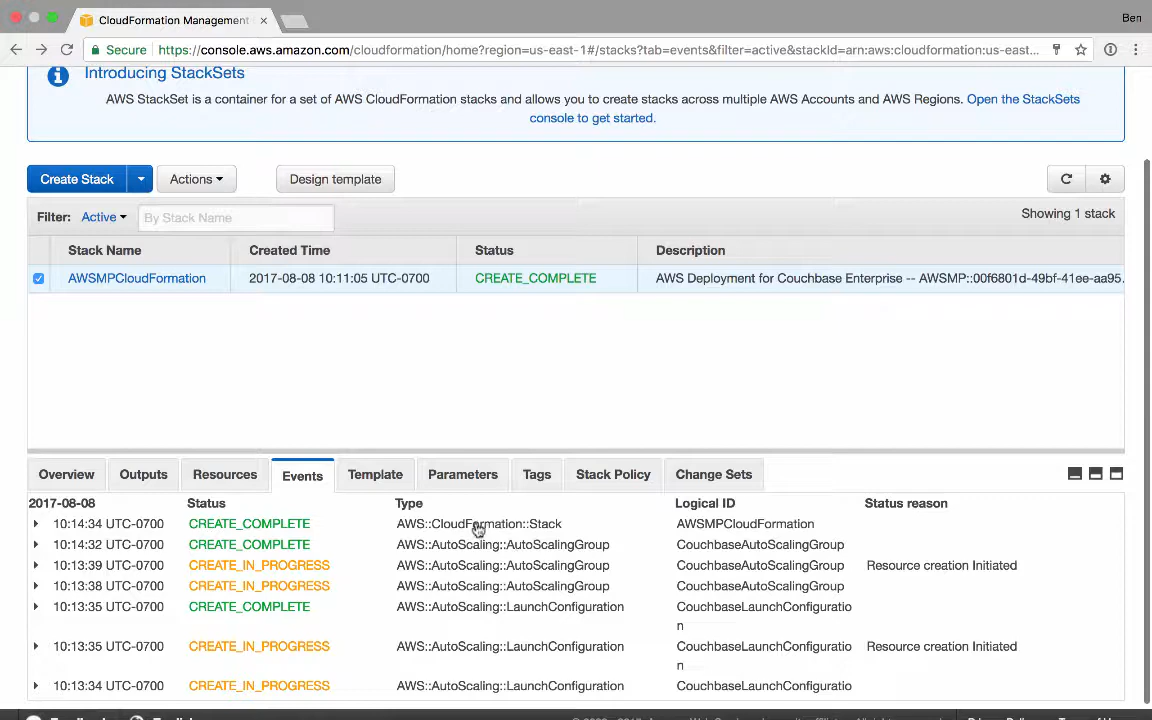 CloudFormation Management
Ben
Secure https://console.aws.amazon.com/cloudformation/home?region=us-east-1#/stacks?tab=events&filter=active&stackId=arn:aws:cloudformation:us-east...
Introducing StackSets
AWS StackSet is a container for a set of AWS CloudFormation stacks and allows you to create stacks across multiple AWS Accounts and AWS Regions. Open the StackSets
console to get started.
Create Stack Actions Design template
Filter: Active By Stack Name Showing 1 stack
Stack Name Created Time Status Description
AWSMPCloudFormation 2017-08-08 10:11:05 UTC-0700 CREATE_COMPLETE AWS Deployment for Couchbase Enterprise -- AWSMP::00f6801d-49bf-41ee-aa95.
Overview Outputs Resources Events Template Parameters Tags Stack Policy Change Sets
2017-08-08 Status Type Logical ID Status reason
10:14:34 UTC-0700 CREATE_COMPLETE AWS::CloudFormation::Stack AWSMPCloudFormation
10:14:32 UTC-0700 CREATE_COMPLETE AWS::AutoScaling::AutoScalingGroup CouchbaseAutoScalingGroup
10:13:39 UTC-0700 CREATE_IN_PROGRESS AWS::AutoScaling::AutoScalingGroup CouchbaseAutoScalingGroup Resource creation Initiated
10:13:38 UTC-0700 CREATE_IN_PROGRESS AWS::AutoScaling::AutoScalingGroup CouchbaseAutoScalingGroup
10:13:35 UTC-0700 CREATE_COMPLETE AWS::AutoScaling::LaunchConfiguration CouchbaseLaunchConfiguratio
n
10:13:35 UTC-0700 CREATE_IN_PROGRESS AWS::AutoScaling::LaunchConfiguration CouchbaseLaunchConfiguratio Resource creation Initiated
n
10:13:34 UTC-0700 CREATE_IN_PROGRESS AWS::AutoScaling::LaunchConfiguration CouchbaseLaunchConfiguratio